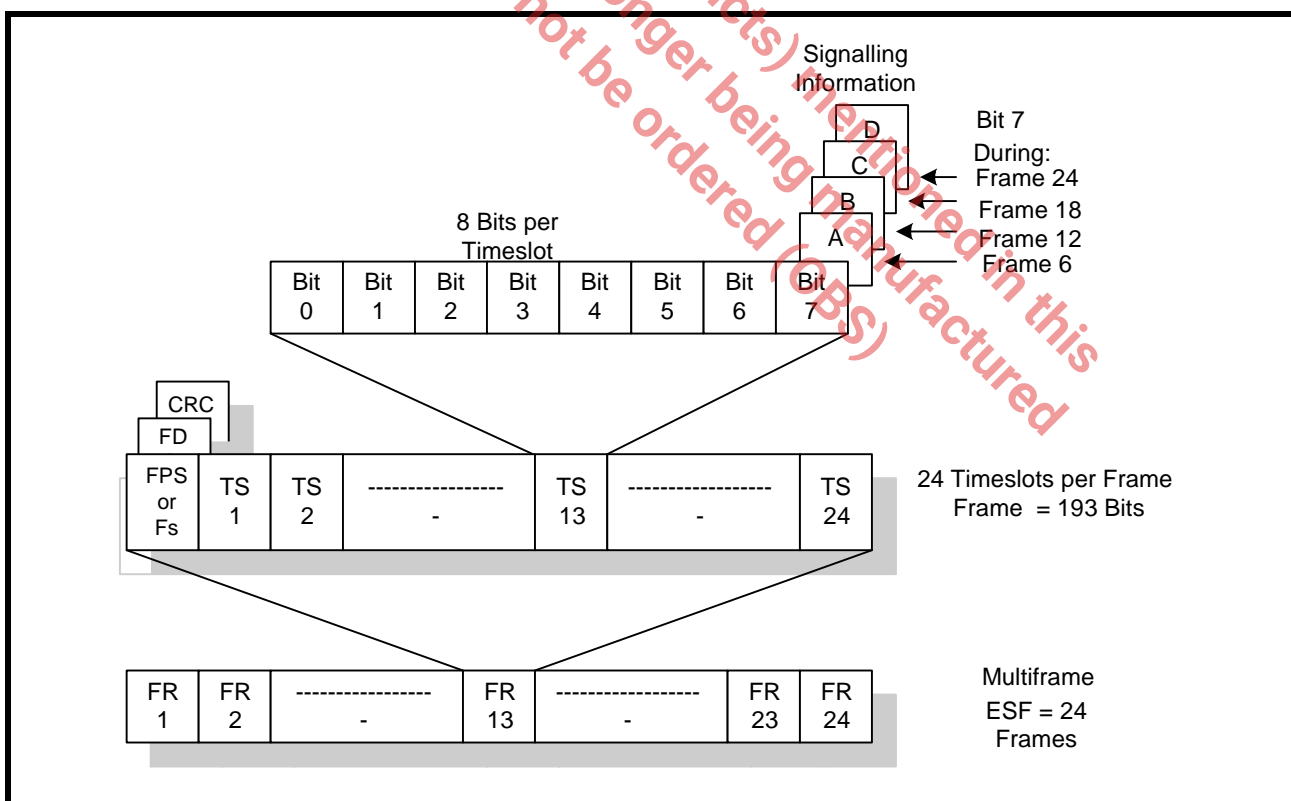 cts) mentioned in this
onger being manufactured
not be ordered (OBS)
Signalling
Information
D
C
B
A
Bit 7
During:
Frame 24
Frame 18
Frame 12
Frame 6
8 Bits per
Timeslot
Bit Bit Bit Bit Bit Bit Bit Bit
0 1 2 3 4 5 6 7
CRC
FD
FPS
or
Fs
TS TS ----------------- TS ------------------ TS
1 2 - 13 - 24
24 Timeslots per Frame
Frame = 193 Bits
FR FR ----------------- FR ------------------ FR FR
1 2 - 13 - 23 24
Multiframe
ESF = 24
Frames